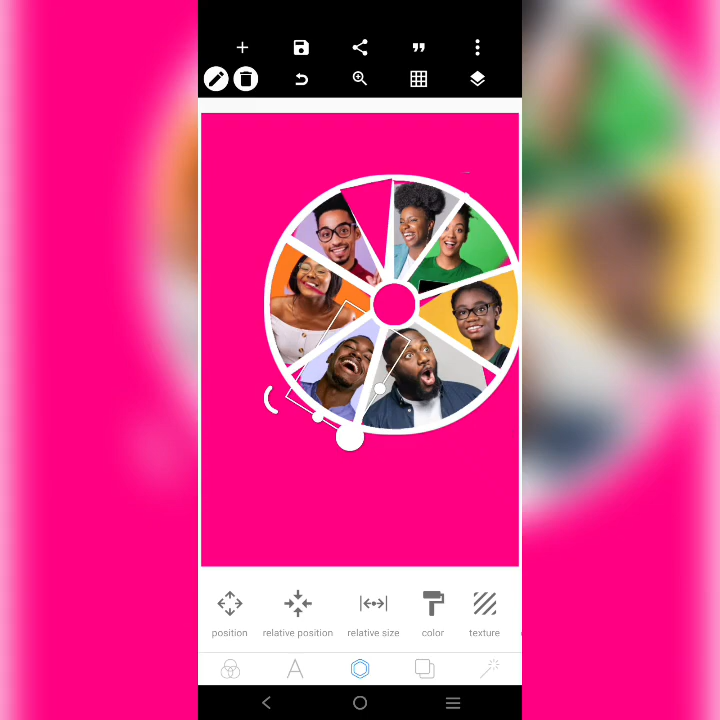 position
relative position
relative size
color
texture